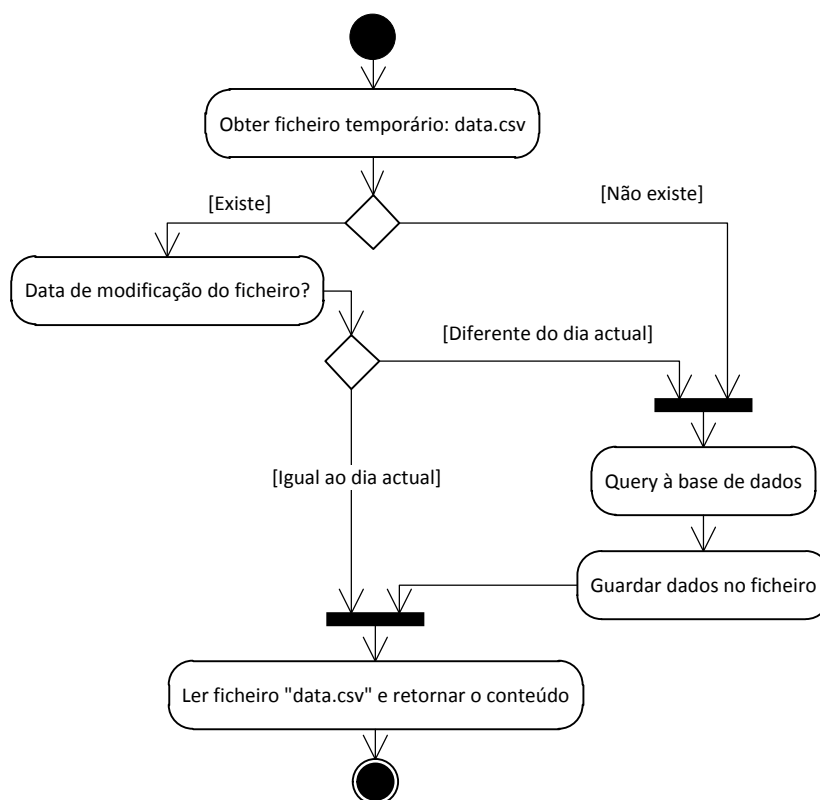 Obter ficheiro temporário: data.csv
[Existe]
[Não existe]
Data de modificação do ficheiro?
[Diferente do dia actual]
[Igual ao dia actual]
Query à base de dados
Guardar dados no ficheiro
Ler ficheiro "data.csv" e retornar o conteúdo